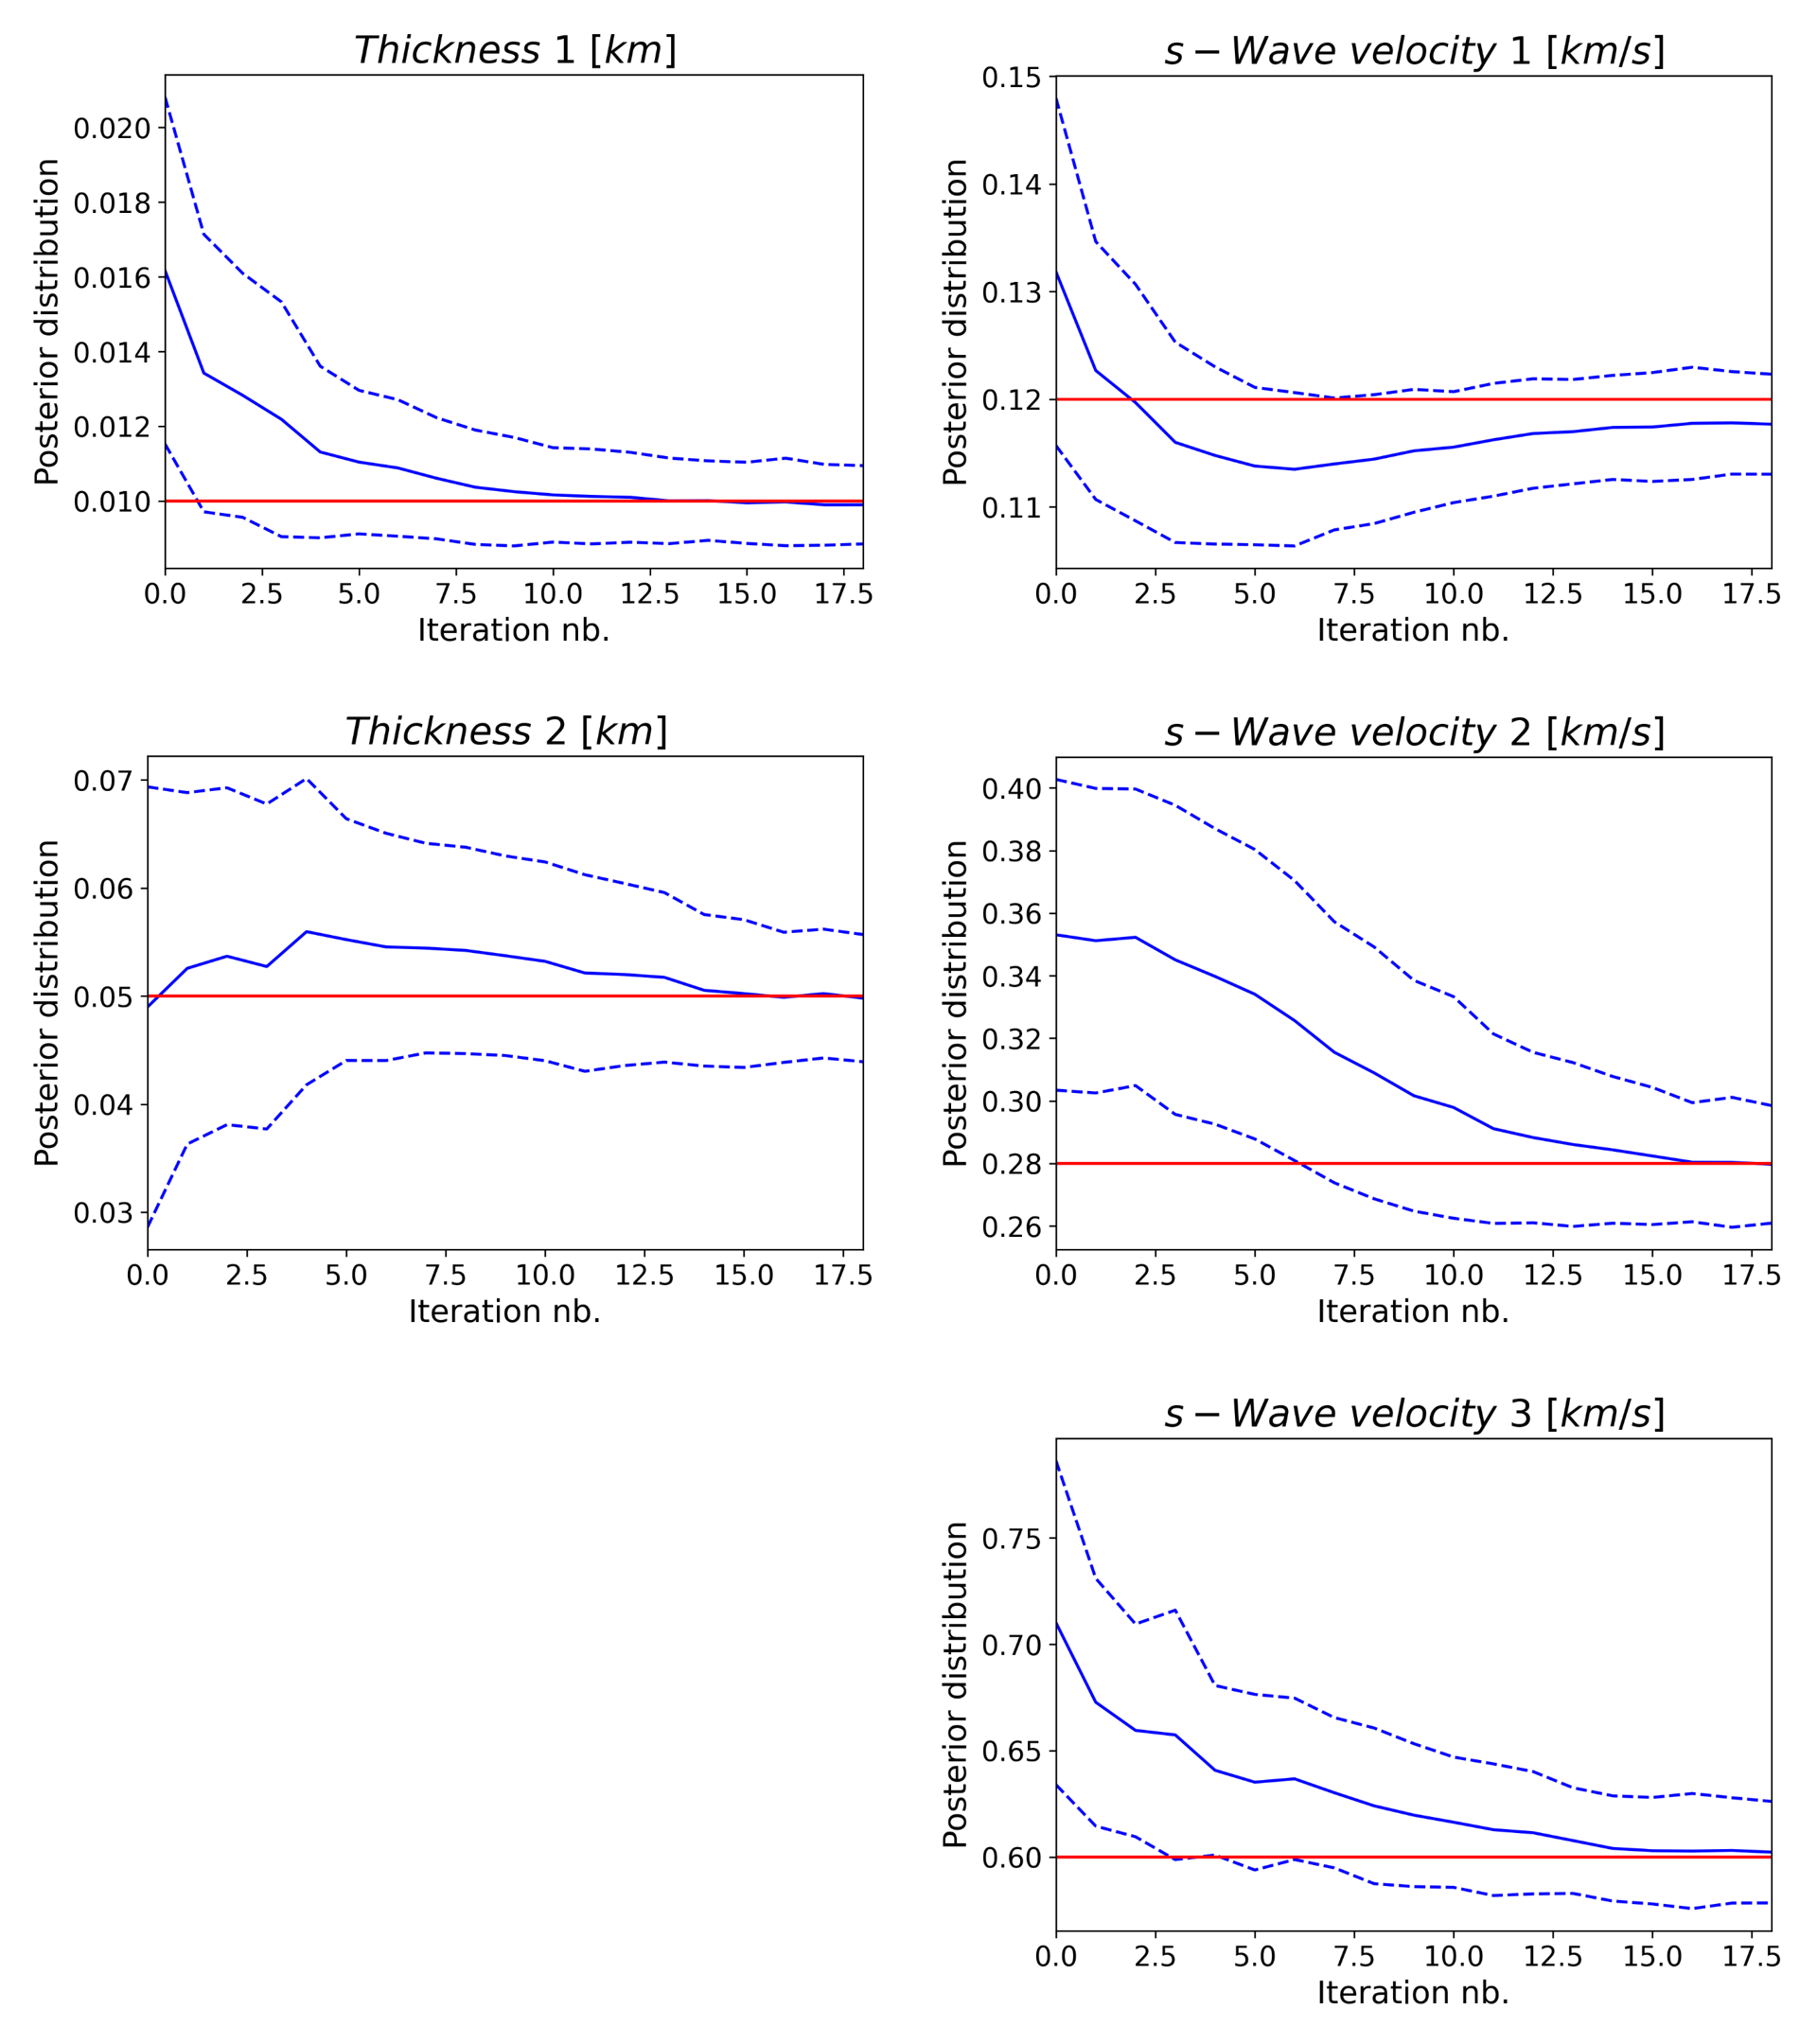 Thickness 1 [km]
Posterior distribution
0.020
0.018
0.016
0.014
0.012
0.010
0.0 2.5 5.0 7.5 10.0 12.5 15.0 17.5
Iteration nb.
s − Wave velocity 1 [km/s]
Posterior distribution
0.15
0.14
0.13
0.12
0.11
0.0 2.5 5.0 7.5 10.0 12.5 15.0 17.5
Iteration nb.
Thickness 2 [km]
Posterior distribution
0.07
0.06
0.05
0.04
0.03
0.0 2.5 5.0 7.5 10.0 12.5 15.0 17.5
Iteration nb.
s − Wave velocity 2 [km/s]
Posterior distribution
0.40
0.38
0.36
0.34
0.32
0.30
0.28
0.26
0.0 2.5 5.0 7.5 10.0 12.5 15.0 17.5
Iteration nb.
s − Wave velocity 3 [km/s]
Posterior distribution
0.75
0.70
0.65
0.60
0.0 2.5 5.0 7.5 10.0 12.5 15.0 17.5
Iteration nb.